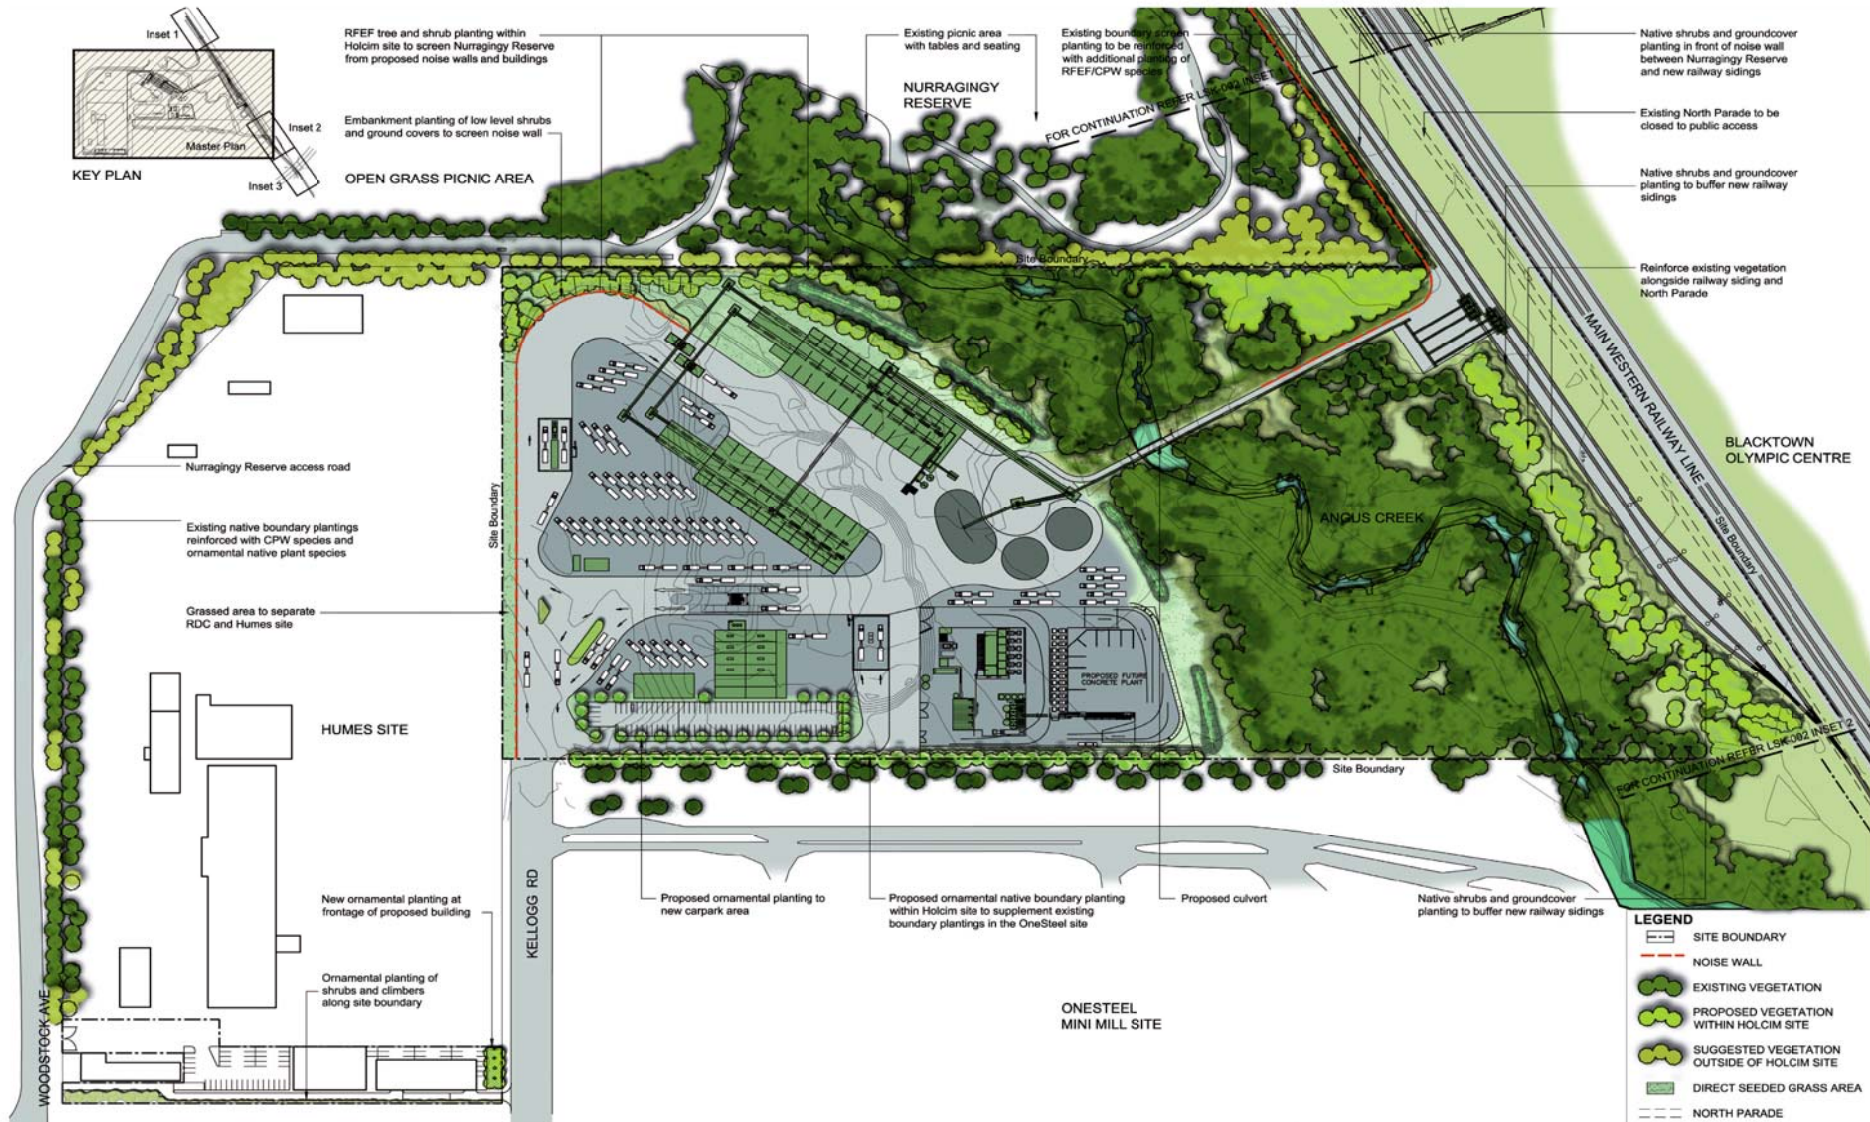 Inset 1
Inset 2
Master Plan
Inset 3
KEY PLAN
RFEF tree and shrub planting within
Holcim site to screen Nurragingy Reserve
from proposed noise walls and buildings
Embankment planting of low level shrubs
and ground covers to screen noise wall
OPEN GRASS PICNIC AREA
Existing picnic area
with tables and seating
NURRAGINGY
RESERVE
Existing boundary screen
planting to be reinforced
with additional planting of
RFEF/CPW species
FOR CONTINUATION REFER LSK-002 INSET 1
Native shrubs and groundcover
planting in front of noise wall
between Nurragingy Reserve
and new railway sidings
Existing North Parade to be
closed to public access
Native shrubs and groundcover
planting to buffer new railway
sidings
Reinforce existing vegetation
alongside railway siding and
North Parade
Site Boundary
MAIN WESTERN RAILWAY LINE
BLACKTOWN
OLYMPIC CENTRE
Site Boundary
Nurragingy Reserve access road
Existing native boundary plantings
reinforced with CPW species and
ornamental native plant species
Site Boundary
ANGUS CREEK
Grassed area to separate
RDC and Humes site
PROPOSED FUTURE
CONCRETE PLANT
HUMES SITE
Site Boundary
FOR CONTINUATION REFER LSK-002 INSET 2
New ornamental planting at
frontage of proposed building
KELLOGG RD
Proposed ornamental planting to
new carpark area
Proposed ornamental native boundary planting
within Holcim site to supplement existing
boundary plantings in the OneSteel site
Proposed culvert
Native shrubs and groundcover
planting to buffer new railway sidings
Ornamental planting of
shrubs and climbers
along site boundary
WOODSTOCK AVE
ONESTEEL
MINI MILL SITE
LEGEND
SITE BOUNDARY
NOISE WALL
EXISTING VEGETATION
PROPOSED VEGETATION
WITHIN HOLCIM SITE
SUGGESTED VEGETATION
OUTSIDE OF HOLCIM SITE
DIRECT SEEDED GRASS AREA
NORTH PARADE